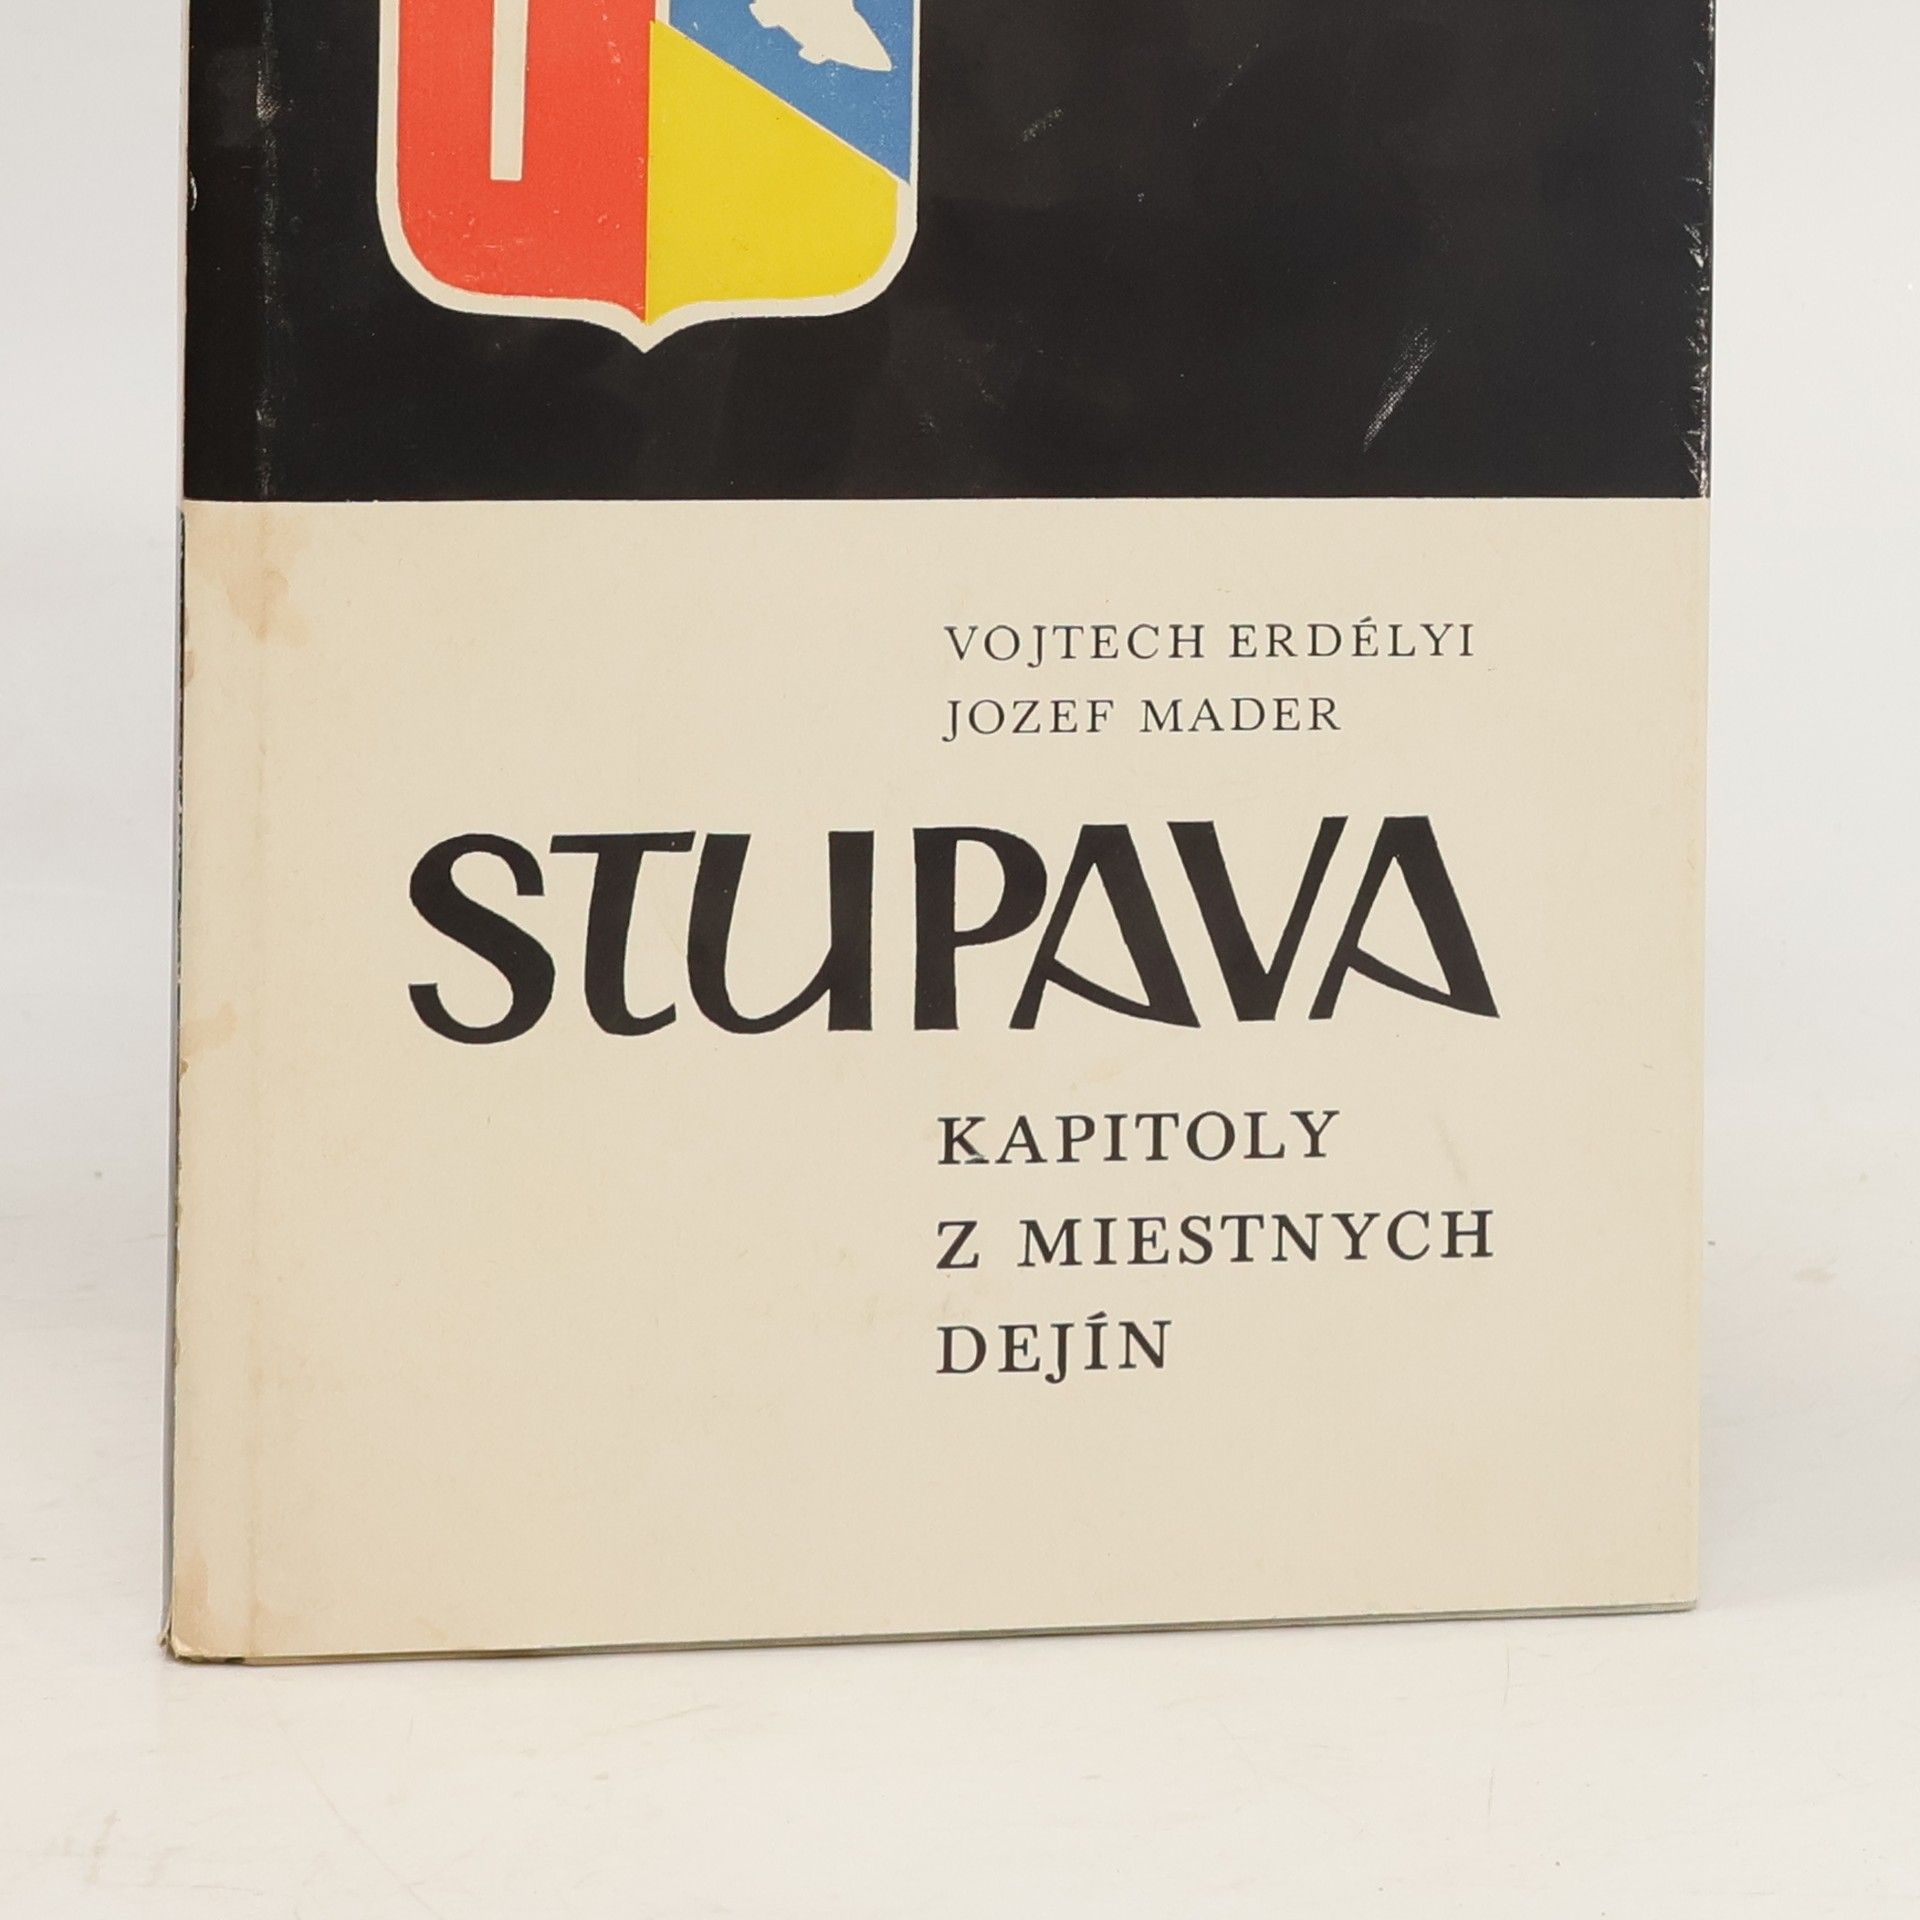 VOJTECH ERDÉLYI
JOZEF MADER
STUPAVA
KAPITOLY
Z MIESTNYCH
DEJÍN